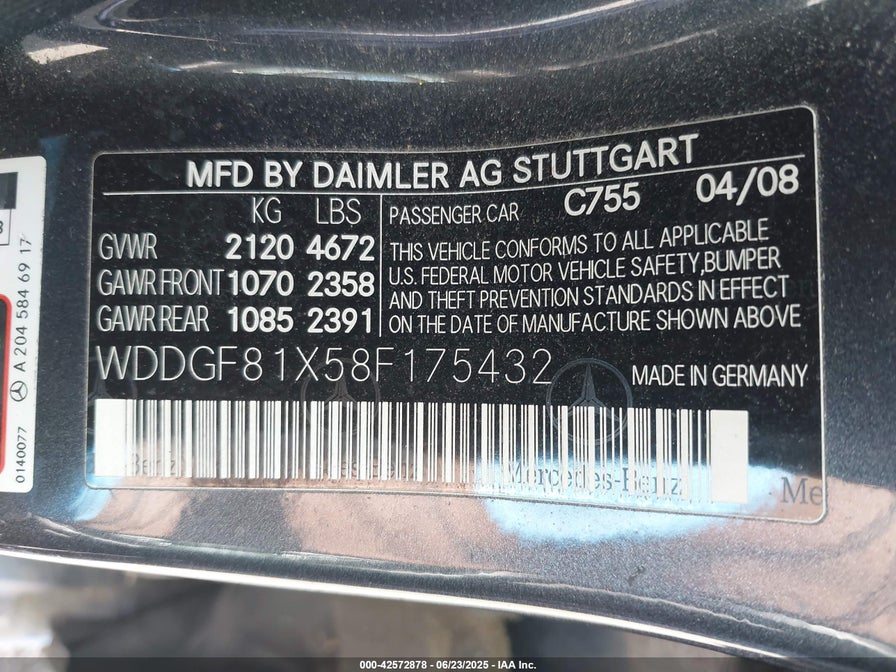 MFD BY DAIMLER AG STUTTGART
KG LBS
GVWR 2120 4672
GAWR FRONT 1070 2358
GAWR REAR 1085 2391
PASSENGER CAR C755 04/08
THIS VEHICLE CONFORMS TO ALL APPLICABLE
U.S. FEDERAL MOTOR VEHICLE SAFETY, BUMPER
AND THEFT PREVENTION STANDARDS IN EFFECT
ON THE DATE OF MANUFACTURE SHOWN ABOVE
WDDGF81X58F175432
MADE IN GERMANY
Mercedes-Benz
Me
A 204 584 69 17
0140077
000-42572878 - 06/23/2025 - IAA Inc.